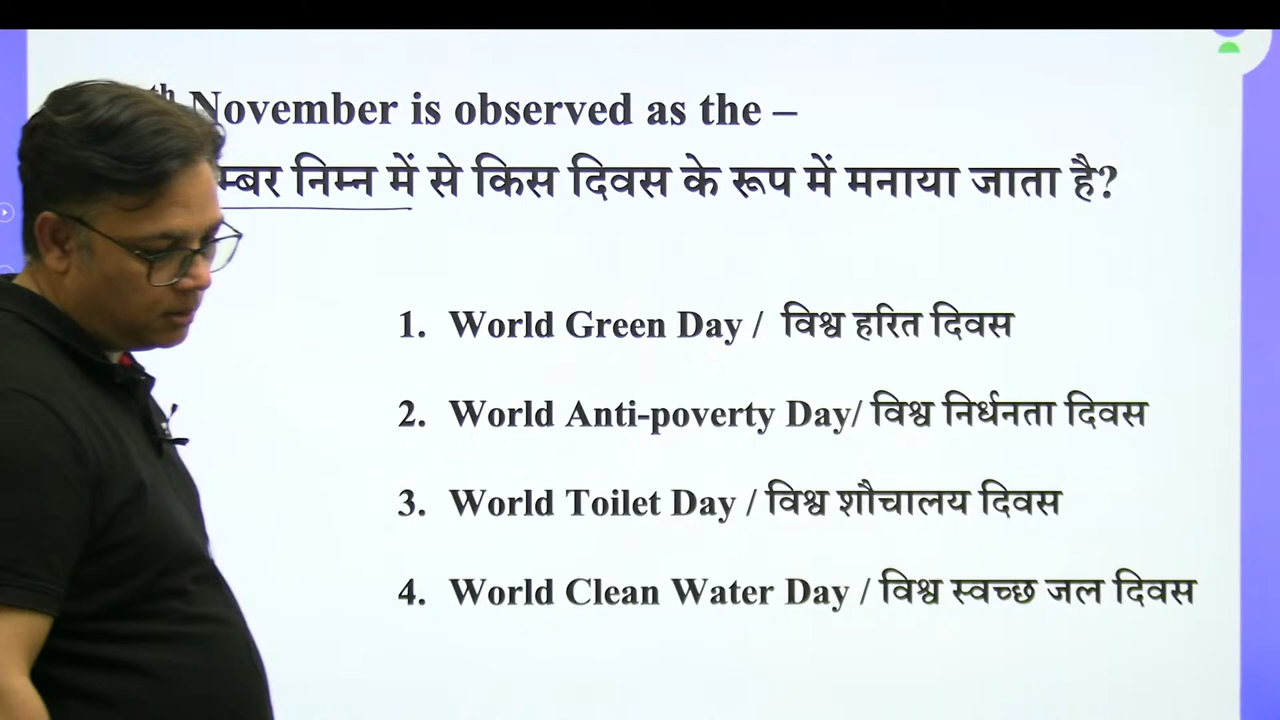 th November is observed as the –
म्बर निम्न में से किस दिवस के रूप में मनाया जाता है?
1. World Green Day / विश्व हरित दिवस
2. World Anti-poverty Day/ विश्व निर्धनता दिवस
3. World Toilet Day / विश्व शौचालय दिवस
4. World Clean Water Day / विश्व स्वच्छ जल दिवस